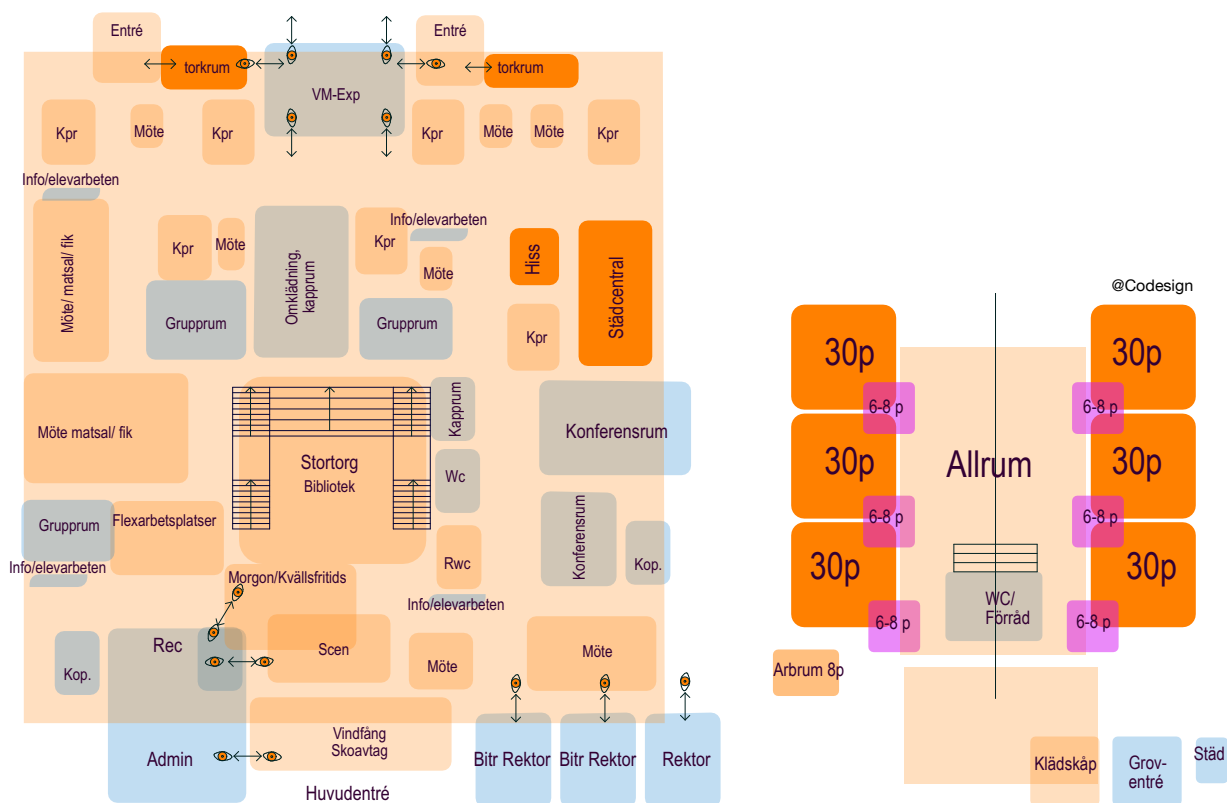 Entré
Entré
torkrum
torkrum
VM-Exp
Kpr
Möte
Kpr
Kpr
Möte
Möte
Kpr
Info/elevarbeten
Info/elevarbeten
Möte/ matsal/ fik
Kpr
Möte
Omklädning,
kapprum
Kpr
Möte
Hiss
Städcentral
Grupprum
Grupprum
Kpr
Möte matsal/ fik
Stortorg
Bibliotek
Kapprum
Konferensrum
Wc
Grupprum
Flexarbetsplatser
Konferensrum
Info/elevarbeten
Rwc
Kop.
Morgon/Kvällsfritids
Info/elevarbeten
Rec
Scen
Kop.
Möte
Möte
Vindfång
Skoavtag
Admin
Bitr Rektor
Bitr Rektor
Rektor
Huvudentré
@Codesign
30p
30p
6-8 p
6-8 p
30p
Allrum
30p
6-8 p
6-8 p
30p
30p
WC/
Förråd
6-8 p
6-8 p
Arbrum 8p
Klädskåp
Grov-
entré
Städ